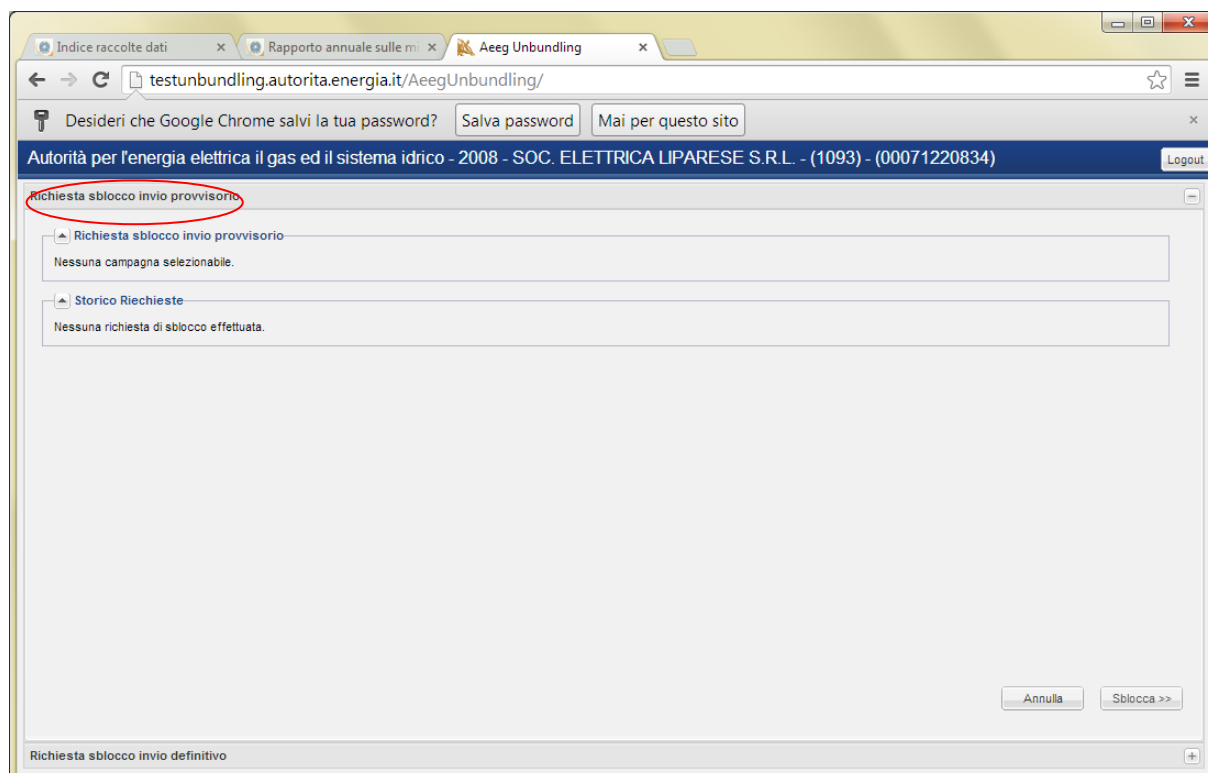 Indice raccolte dati
Rapporto annuale sulle mi
Aeeg Unbundling
testunbundling.autorita.energia.it/AeegUnbundling/
Desideri che Google Chrome salvi la tua password? Salva password Mai per questo sito
Autorità per l'energia elettrica il gas ed il sistema idrico - 2008 - SOC. ELETTRICA LIPARESE S.R.L. - (1093) - (00071220834) Logout
Richiesta sblocco invio provvisorio
Richiesta sblocco invio provvisorio
Nessuna campagna selezionabile.
Storico Riechieste
Nessuna richiesta di sblocco effettuata.
Annulla Sblocca >>
Richiesta sblocco invio definitivo